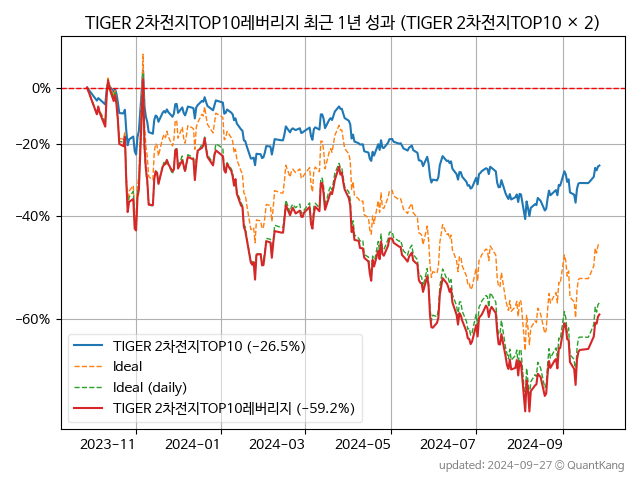 TIGER 2차전지TOP10레버리지 최근 1년 성과 (TIGER 2차전지TOP10 × 2)
0%
−20%
−40%
−60%
TIGER 2차전지TOP10 (−26.5%)
Ideal
Ideal (daily)
TIGER 2차전지TOP10레버리지 (−59.2%)
2023-11 2024-01 2024-03 2024-05 2024-07 2024-09
updated: 2024-09-27 © QuantKang